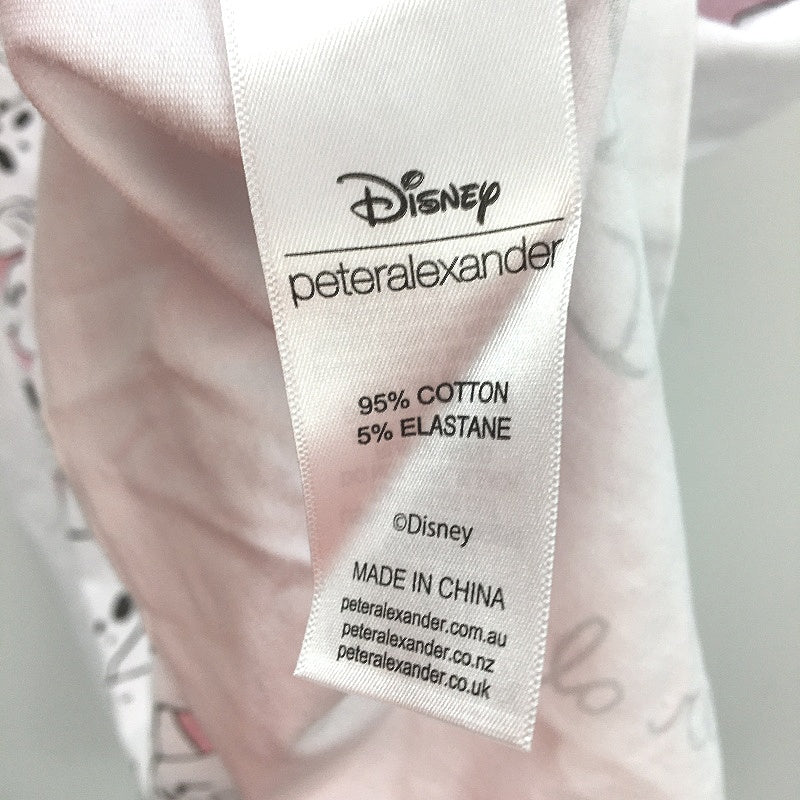 Disney
peteralexander
95% COTTON
5% ELASTANE
©Disney
MADE IN CHINA
peteralexander.com.au
peteralexander.co.nz
peteralexander.co.uk